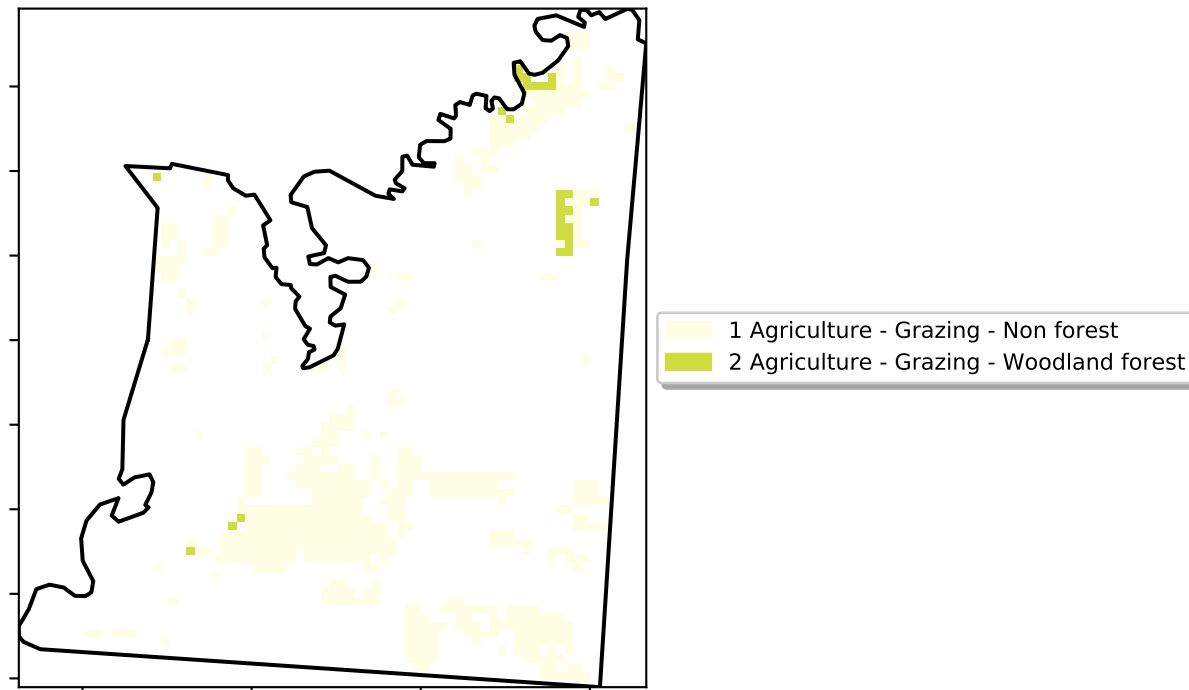 1 Agriculture - Grazing - Non forest
2 Agriculture - Grazing - Woodland forest